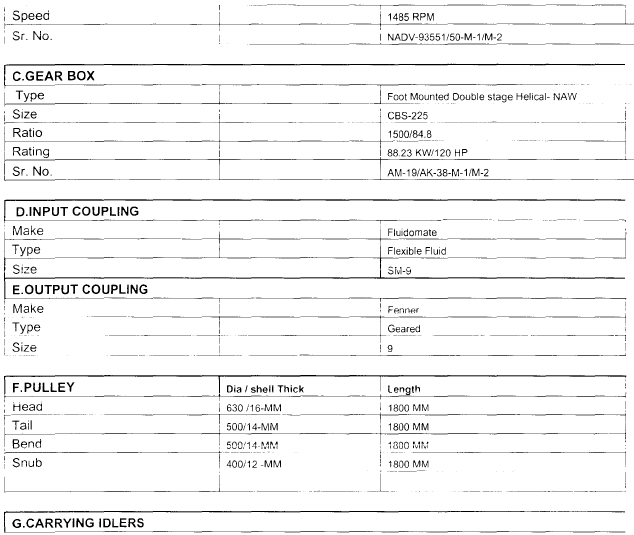 Speed 1485 RPM
Sr. No. NADV-93551/50-M-1/M-2
C.GEAR BOX
Type Foot Mounted Double stage Helical- NAW
Size CBS-225
Ratio 1500/84.8
Rating 88.23 KW/120 HP
Sr. No. AM-19/AK-38-M-1/M-2
D.INPUT COUPLING
Make Fluidomate
Type Flexible Fluid
Size SM-9
E.OUTPUT COUPLING
Make Fenner
Type Geared
Size 9
F.PULLEY Dia / shell Thick Length
Head 630 /16-MM 1800 MM
Tail 500/14-MM 1800 MM
Bend 500/14-MM 1800 MM
Snub 400/12 -MM 1800 MM
G.CARRYING IDLERS